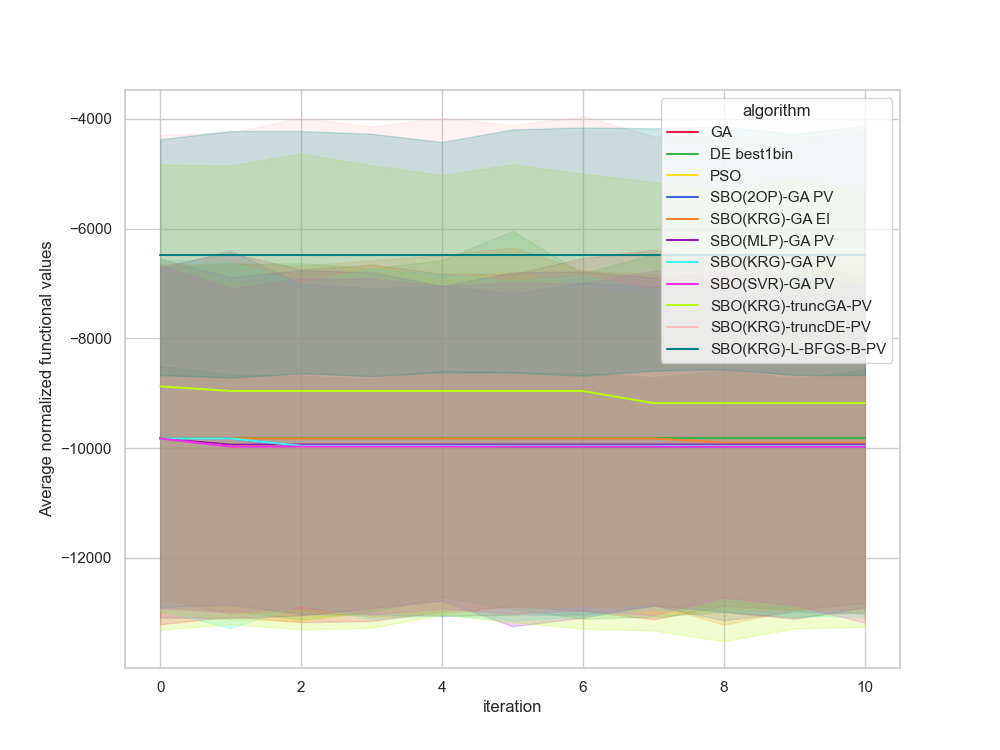 algorithm
GA
DE best1bin
PSO
SBO(2OP)-GA PV
SBO(KRG)-GA EI
SBO(MLP)-GA PV
SBO(KRG)-GA PV
SBO(SVR)-GA PV
SBO(KRG)-truncGA-PV
SBO(KRG)-truncDE-PV
SBO(KRG)-L-BFGS-B-PV
Average normalized functional values
−4000
−6000
−8000
−10000
−12000
0 2 4 6 8 10
iteration